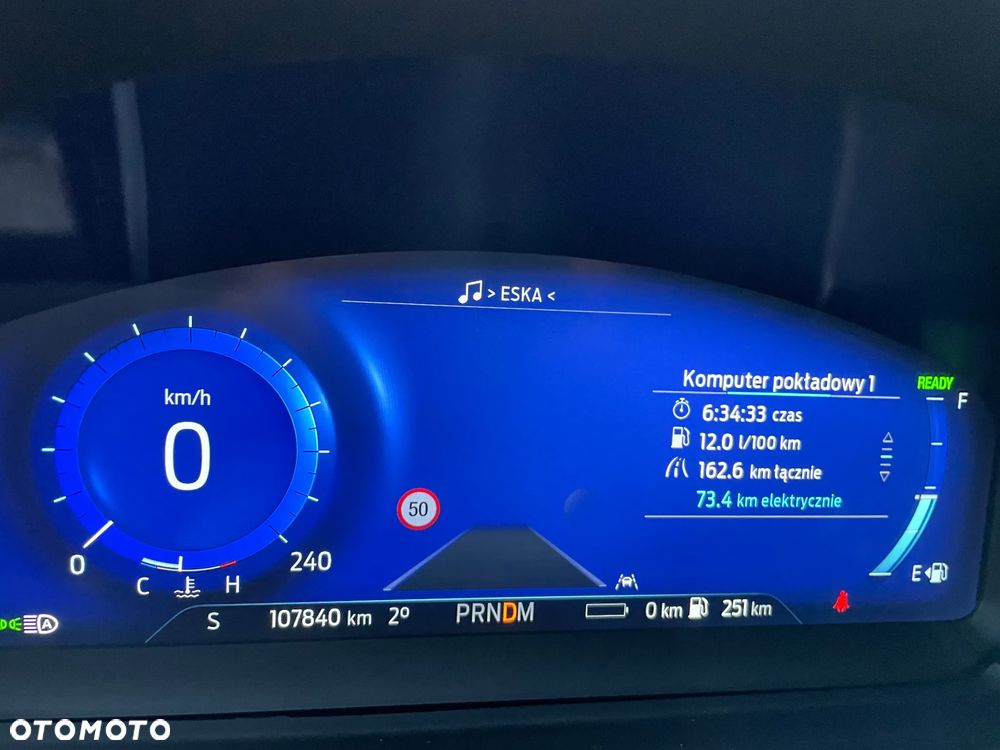 > ESKA <
km/h
0
0
240
C
H
50
Komputer pokładowy 1
6:34:33 czas
12.0 l/100 km
162.6 km łącznie
73.4 km elektrycznie
READY
F
E
A
S
107840 km
2°
PRNDM
0 km
251 km
OTOMOTO